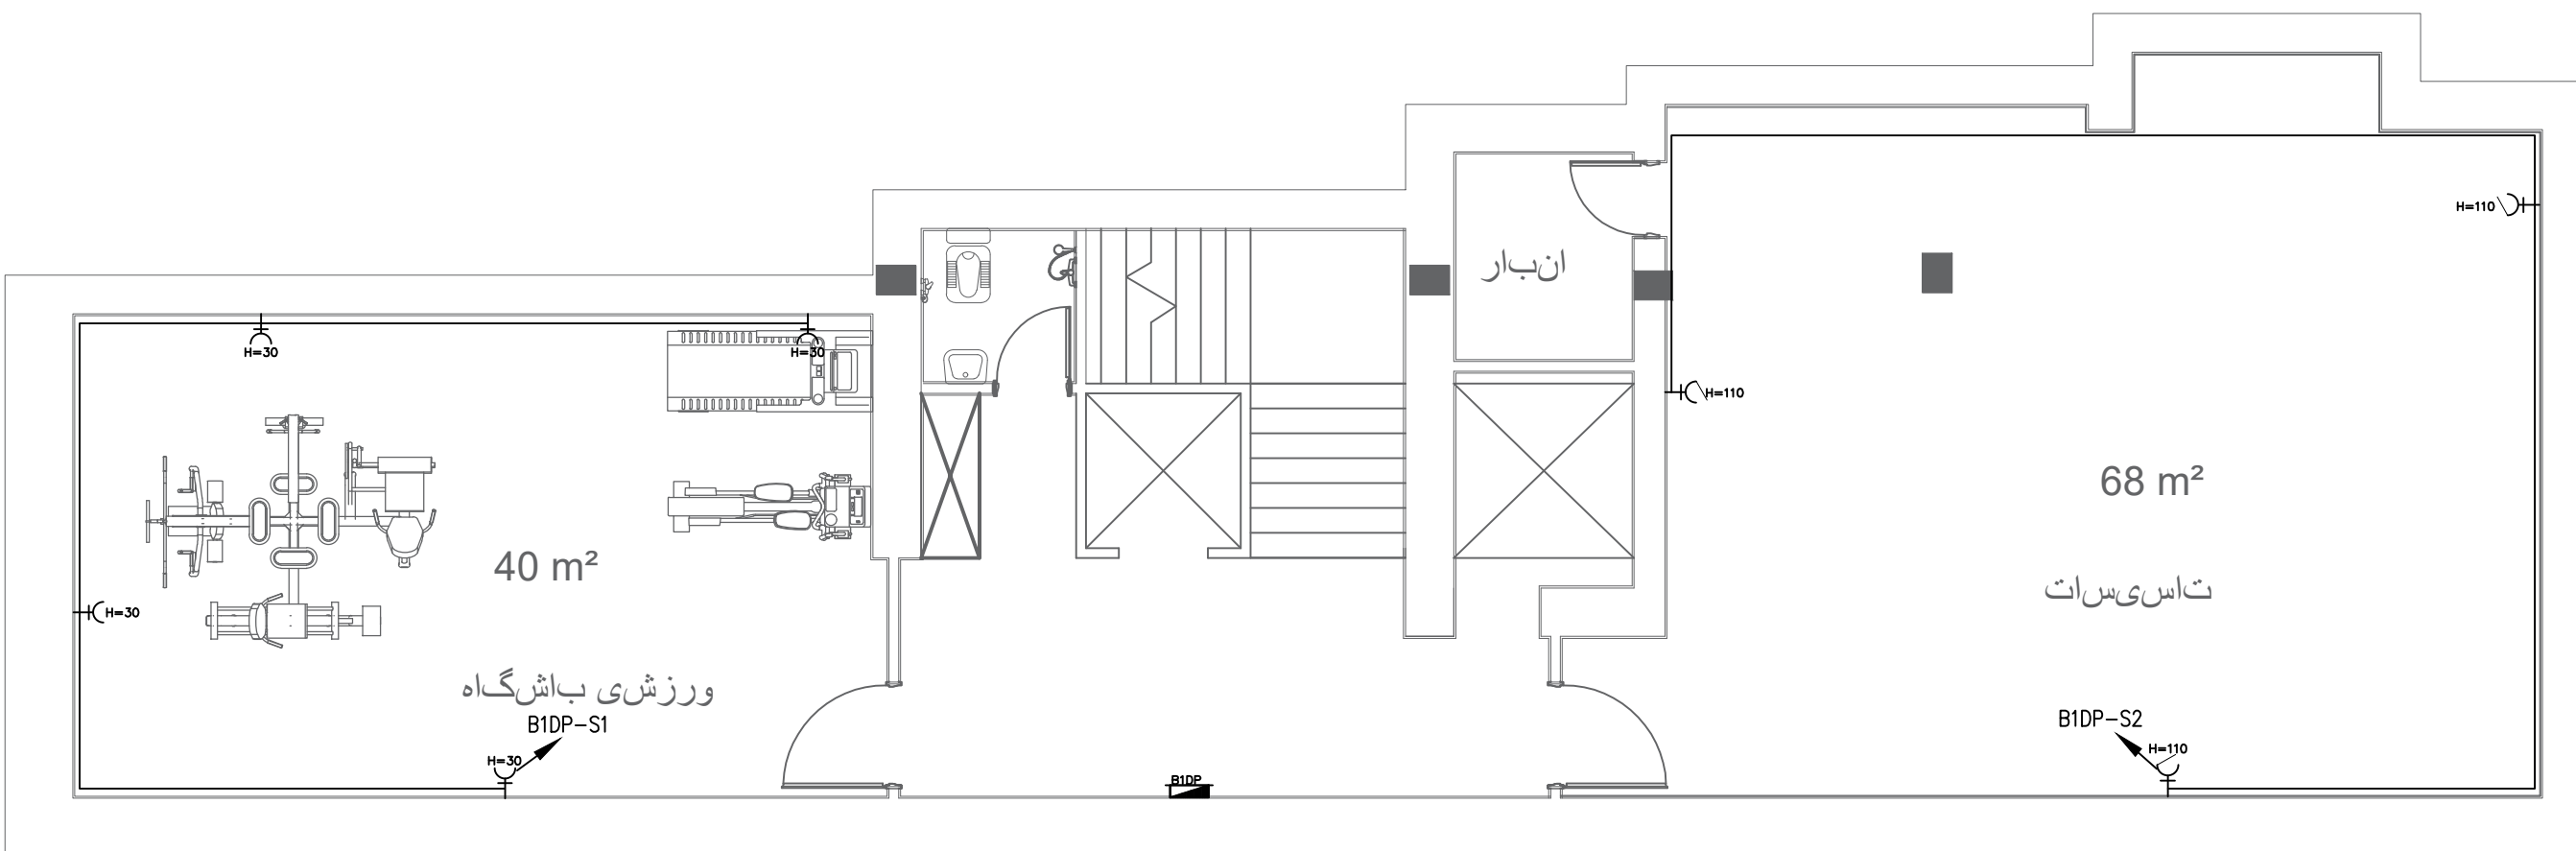 H=110
انبار
H=30
H=30
H=110
68 m²
40 m²
تاسیسات
H=30
ورزشی باشگاه
B1DP-S1
B1DP-S2
H=30
H=110
B1DP